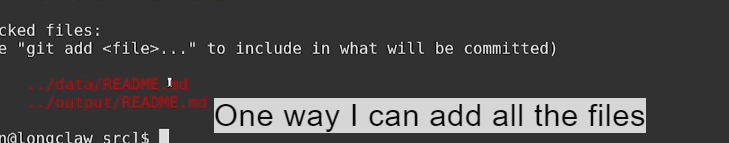 cked files:
e "git add <file>..." to include in what will be committed)
../data/README.md
../output/README.md
One way I can add all the files
n@longclaw src]$